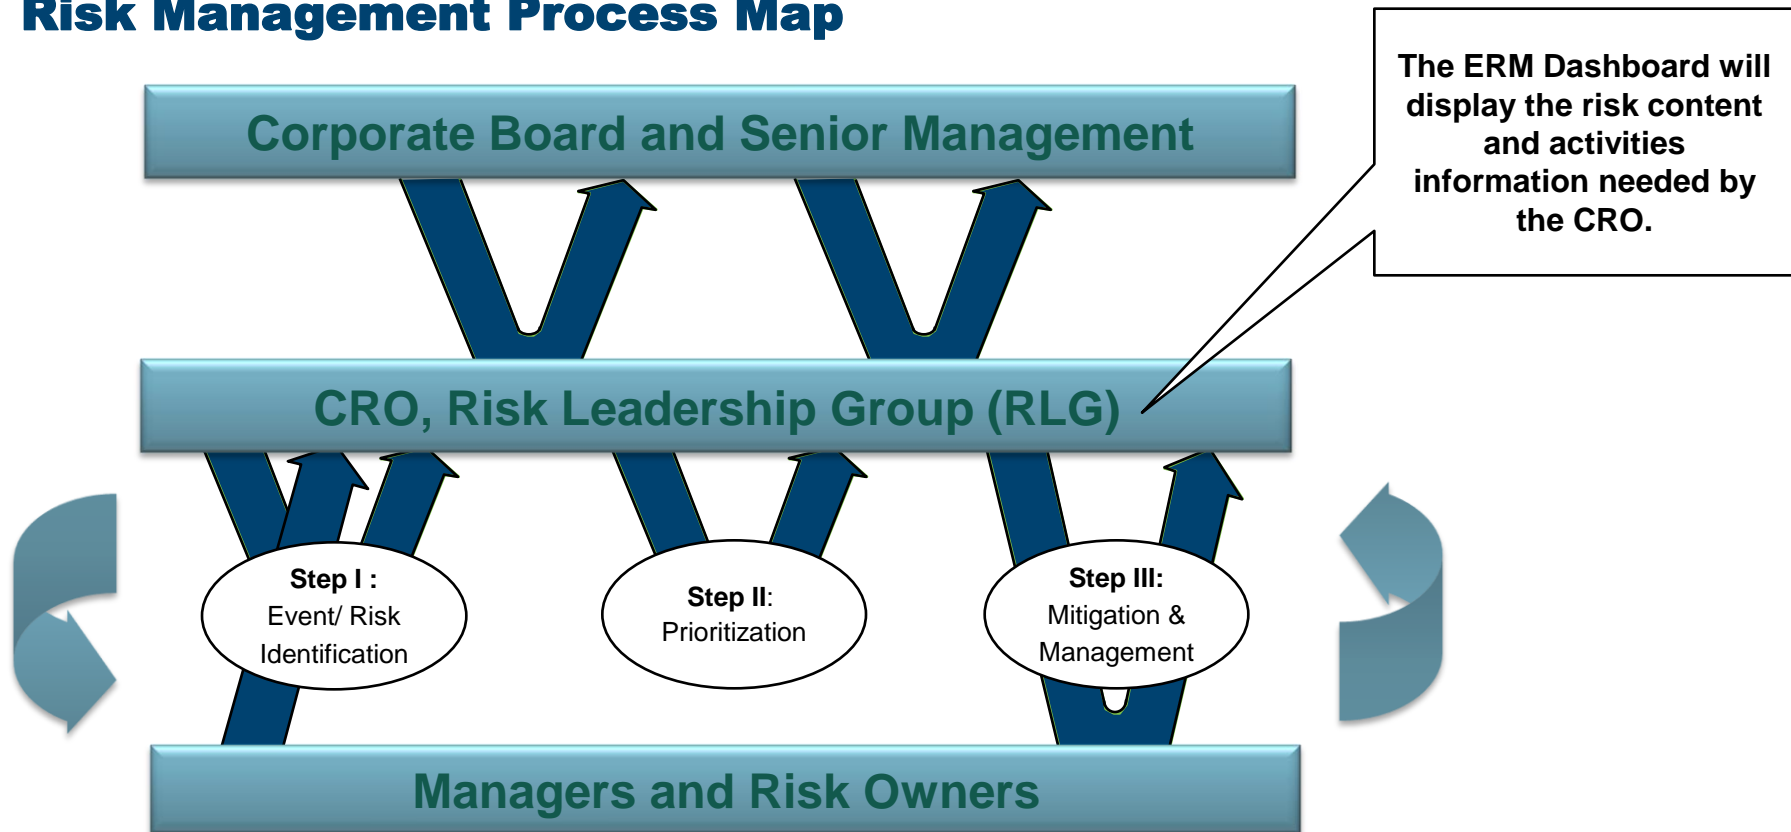 Risk Management Process Map
The ERM Dashboard will
display the risk content
and activities
information needed by
the CRO.
Corporate Board and Senior Management
CRO, Risk Leadership Group (RLG)
Step I :
Event/ Risk
Identification
Step II:
Prioritization
Step III:
Mitigation &
Management
Managers and Risk Owners